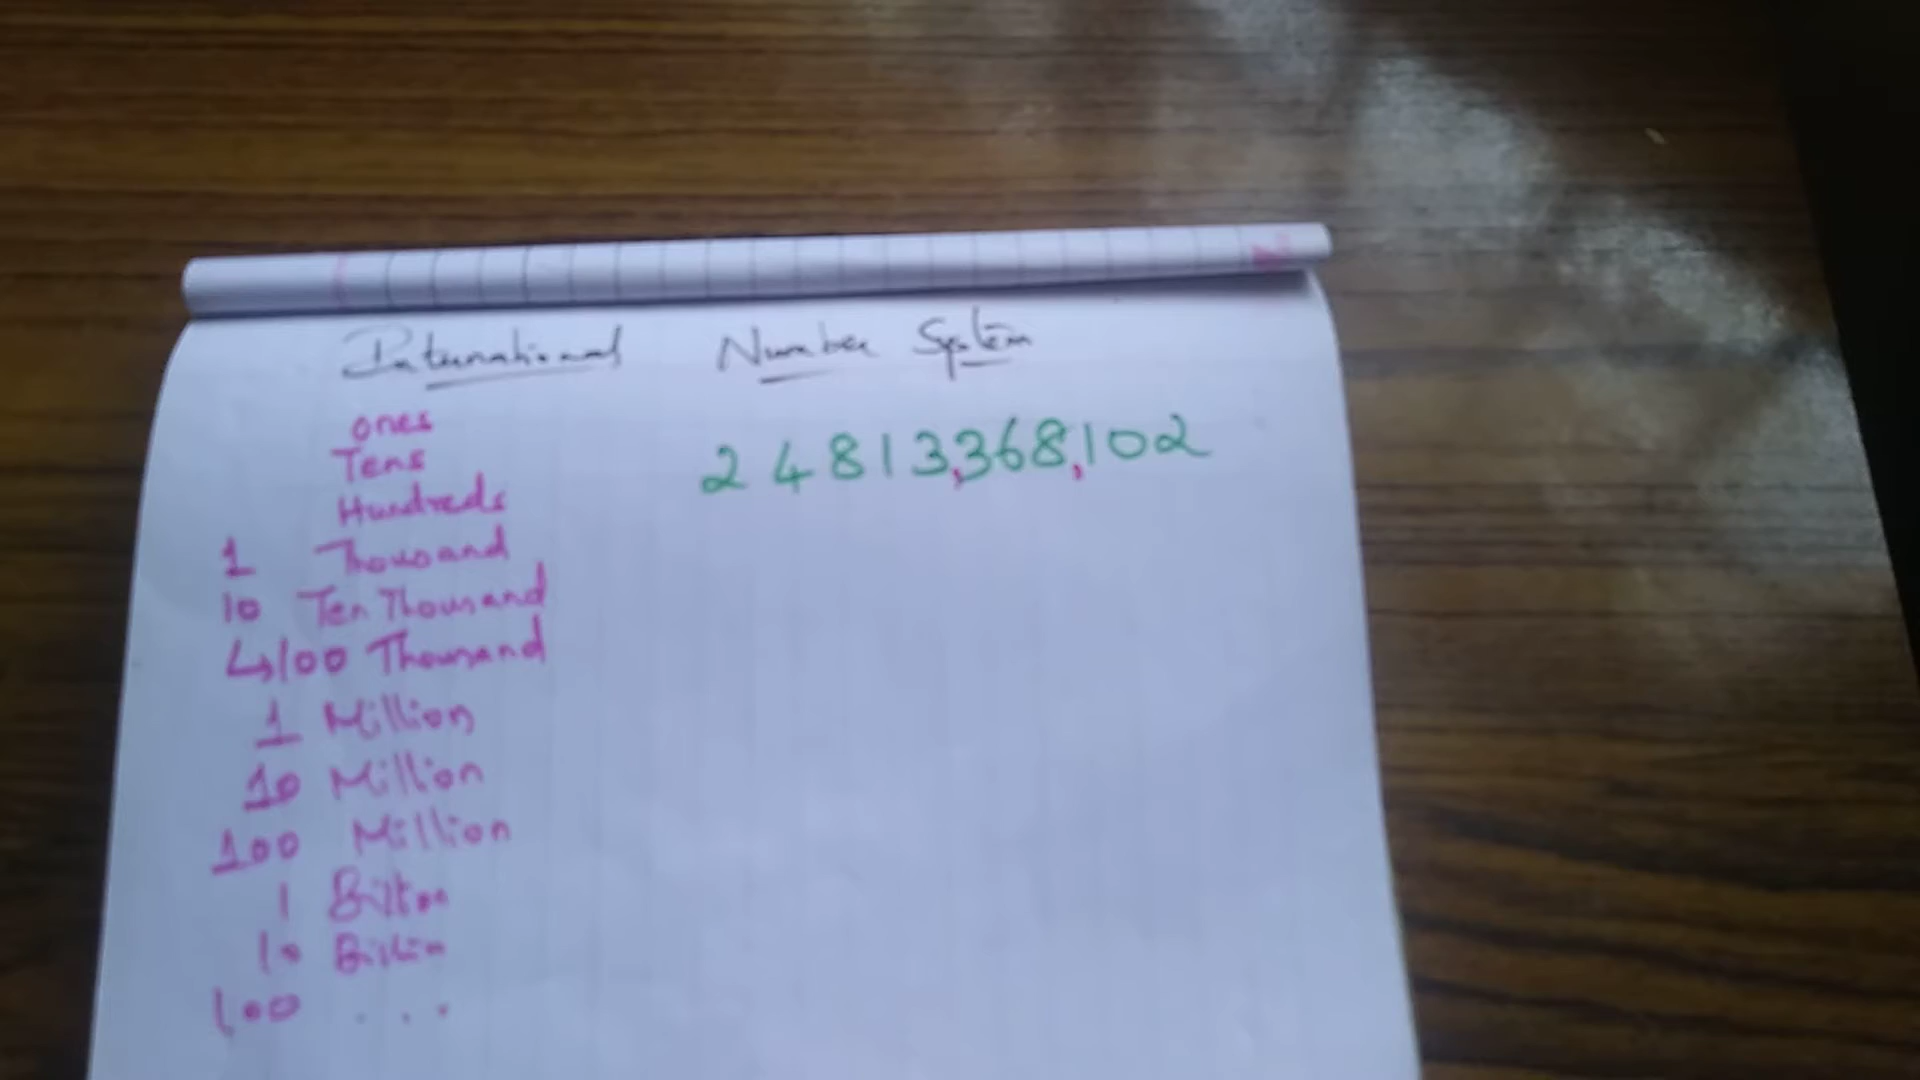 International Number System
ones
Tens
Hundreds
24813,368,102
1 Thousand
10 Ten Thousand
100 Thousand
1 Million
10 Million
100 Million
1 Billion
10 Billion
100 ...